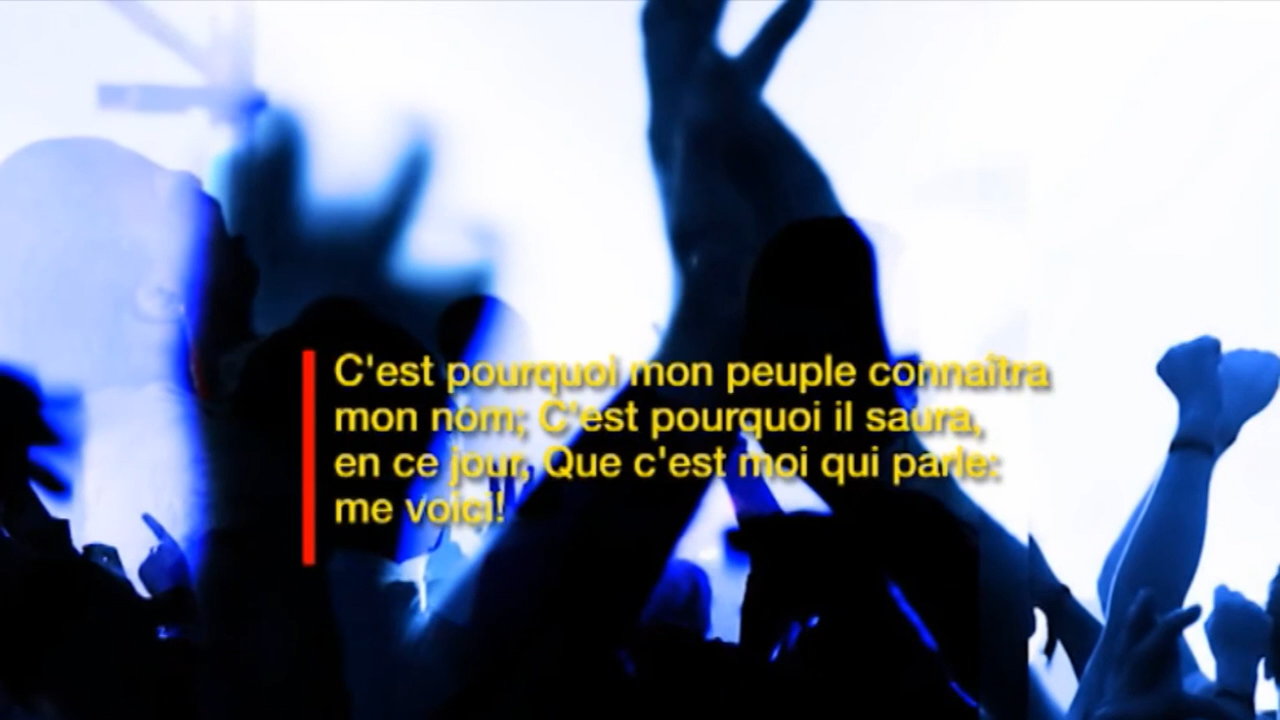 C'est pourquoi mon peuple connaîtra
mon nom; C'est pourquoi il saura,
en ce jour, Que c'est moi qui parle:
me voici!